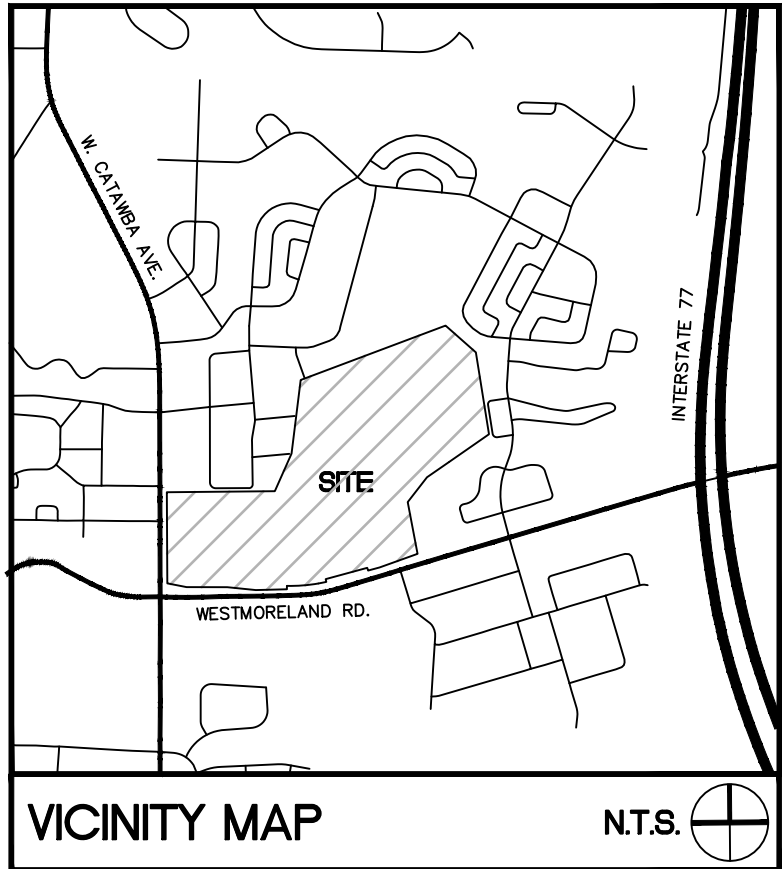 W. CATAWBA AVE.
INTERSTATE 77
SITE
WESTMORELAND RD.
VICINITY MAP
N.T.S.